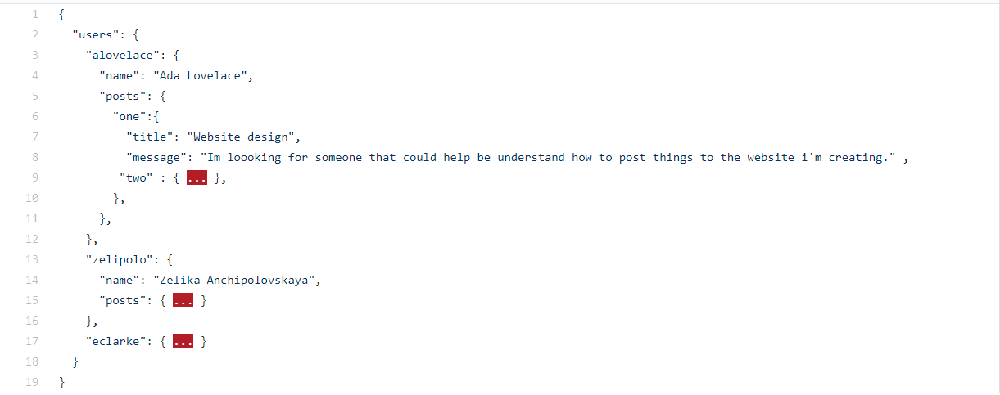 1 {
2 "users": {
3 "alovelace": {
4 "name": "Ada Lovelace",
5 "posts": {
6 "one":{
7 "title": "Website design",
8 "message": "Im loooking for someone that could help be understand how to post things to the website i'm creating." ,
9 "two" : { ... },
10 },
11 },
12 },
13 "zelipolo": {
14 "name": "Zelika Anchipolovskaya",
15 "posts": { ... }
16 },
17 "eclarke": { ... }
18 }
19 }